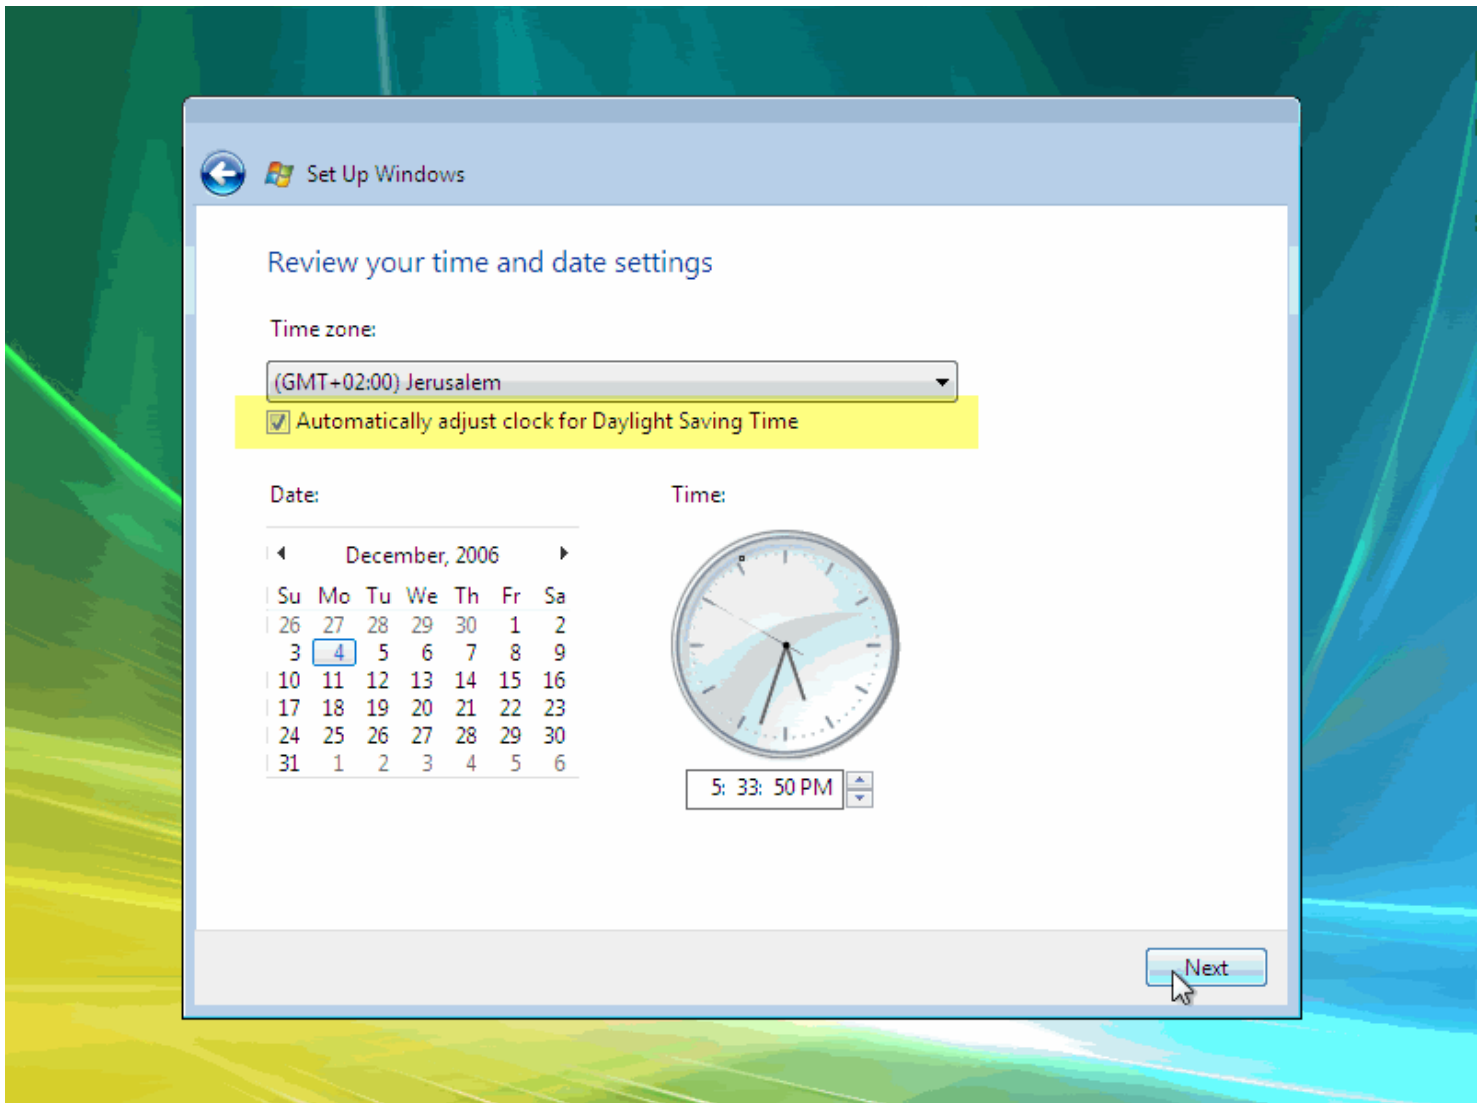 Set Up Windows
Review your time and date settings
Time zone:
(GMT+02:00) Jerusalem
Automatically adjust clock for Daylight Saving Time
Date:
Time:
December, 2006
Su Mo Tu We Th Fr Sa
26 27 28 29 30 1 2
3 4 5 6 7 8 9
10 11 12 13 14 15 16
17 18 19 20 21 22 23
24 25 26 27 28 29 30
31 1 2 3 4 5 6
5: 33: 50 PM
Next